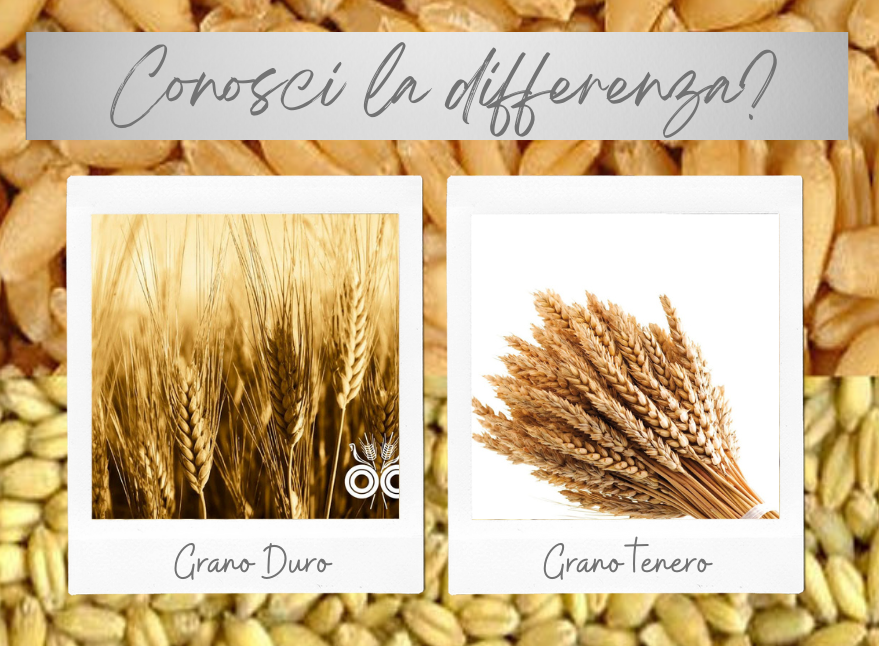 Conosci la differenza?
Grano Duro
Grano Tenero